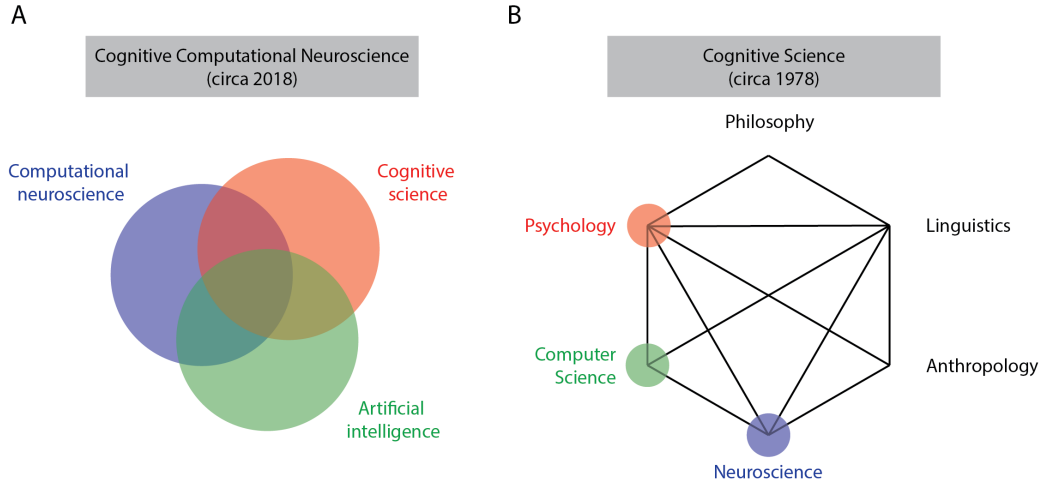 A
Cognitive Computational Neuroscience
(circa 2018)
Computational
neuroscience
Cognitive
science
Artificial
intelligence
B
Cognitive Science
(circa 1978)
Philosophy
Psychology
Linguistics
Computer
Science
Anthropology
Neuroscience